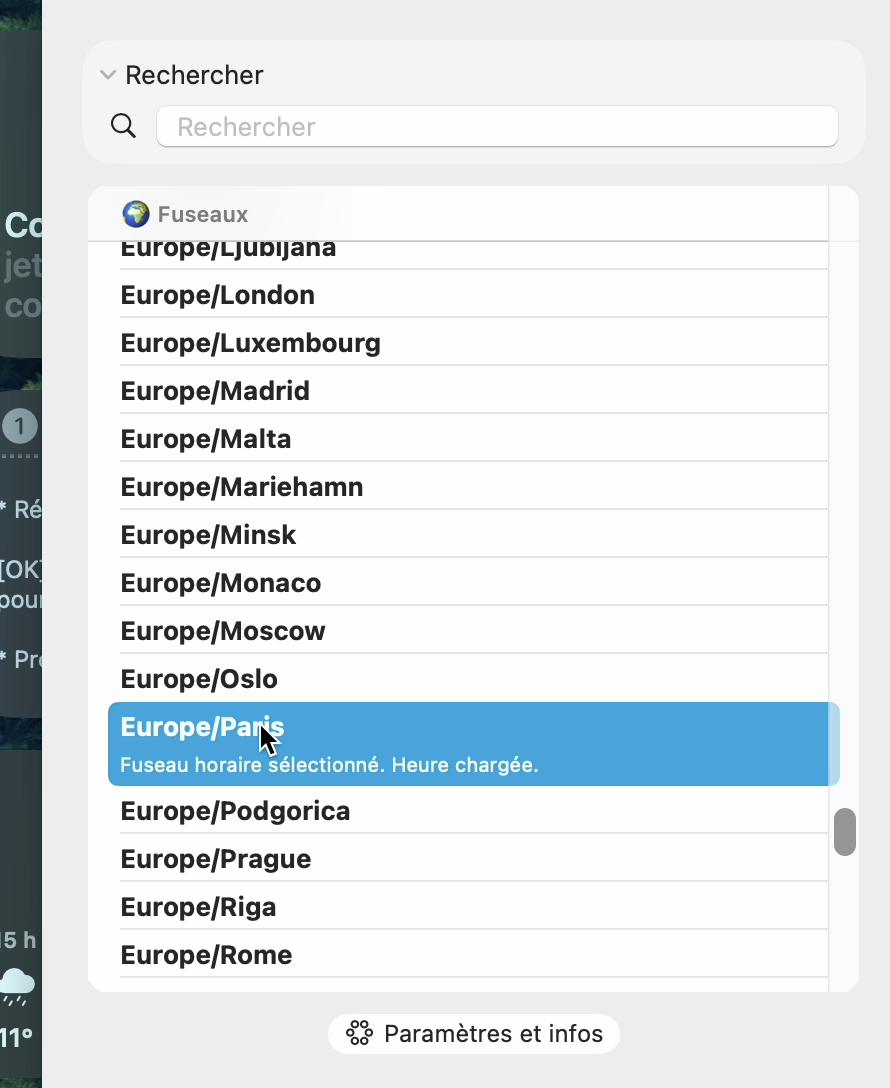 Rechercher
Rechercher
Fuseaux
Europe/Ljubljana
Europe/London
Europe/Luxembourg
Europe/Madrid
Europe/Malta
Europe/Mariehamn
Europe/Minsk
Europe/Monaco
Europe/Moscow
Europe/Oslo
Europe/Paris
Fuseau horaire sélectionné. Heure chargée.
Europe/Podgorica
Europe/Prague
Europe/Riga
Europe/Rome
Paramètres et infos
Co
jet
co
1
* Ré
[OK]
pour
* Pro
15 h
11°